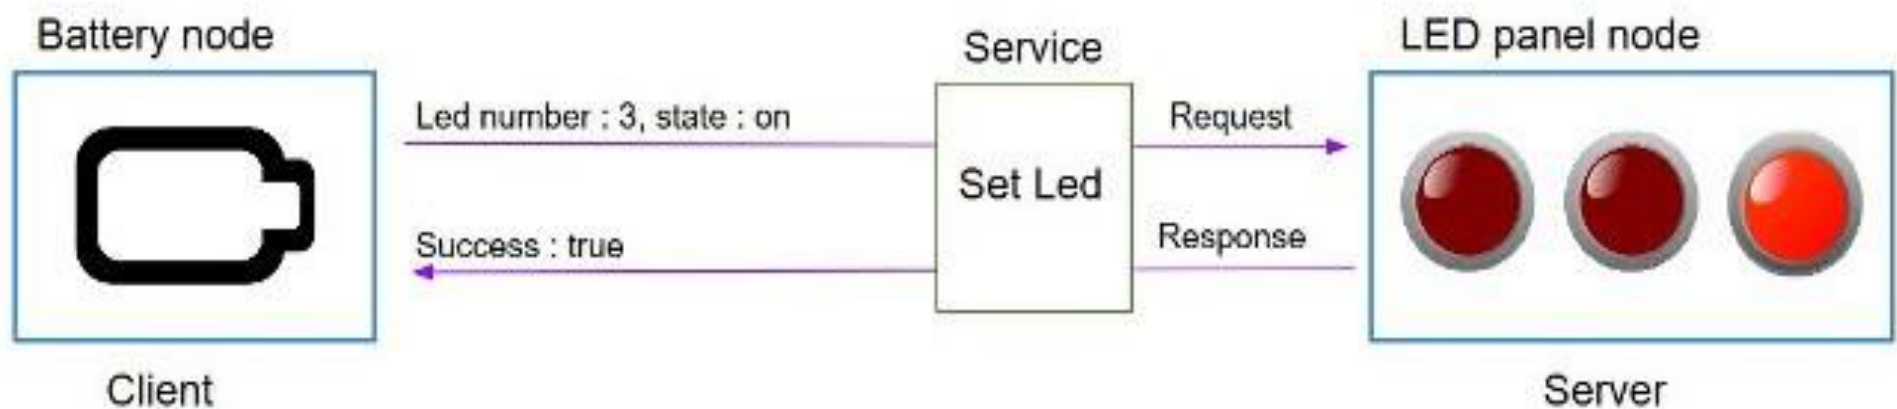 Battery node
Service
LED panel node
Led number : 3, state : on
Request
Set Led
Success : true
Response
Client
Server